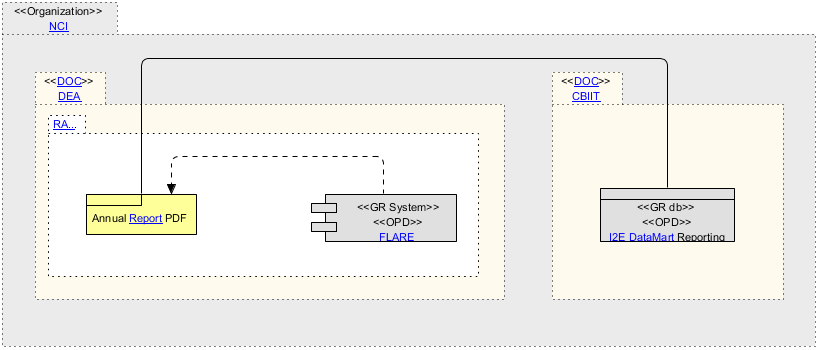 <<Organization>>
NCI
<<DOC>>
DEA
<<DOC>>
CBIIT
RA...
Annual Report PDF
<<GR System>>
<<OPD>>
FLARE
<<GR db>>
<<OPD>>
I2E DataMart Reporting